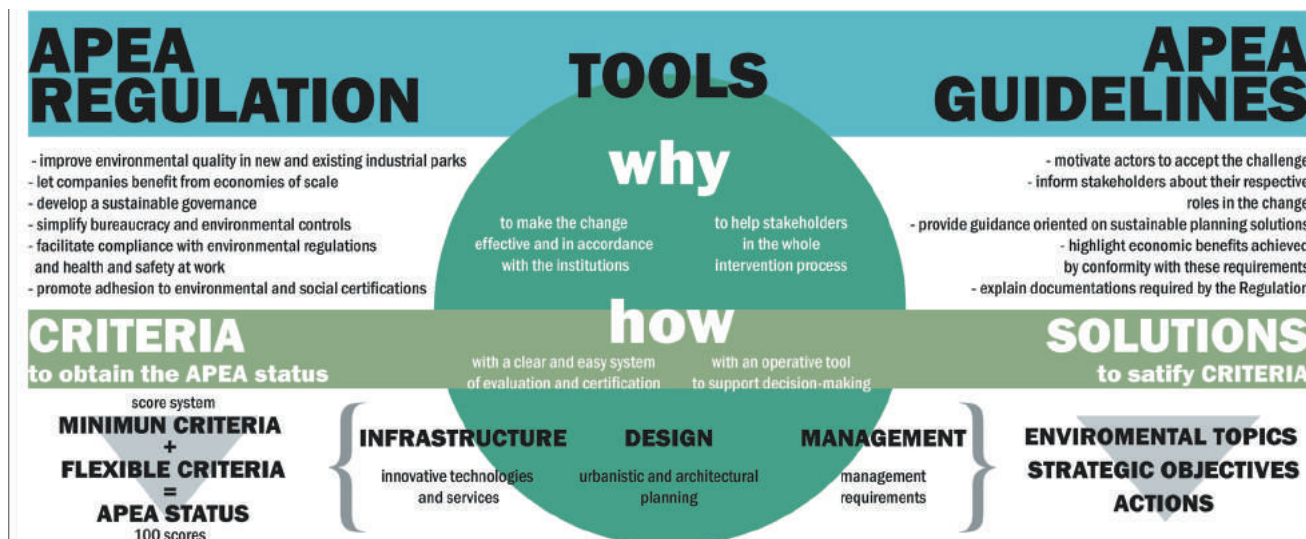 APEA
REGULATION
TOOLS
APEA
GUIDELINES
- improve environmental quality in new and existing industrial parks
- let companies benefit from economies of scale
- develop a sustainable governance
- simplify bureaucracy and environmental controls
- facilitate compliance with environmental regulations
and health and safety at work
- promote adhesion to environmental and social certifications
why
to make the change
effective and in accordance
with the institutions
to help stakeholders
in the whole
intervention process
- motivate actors to accept the challenge
- inform stakeholders about their respective
roles in the change
- provide guidance oriented on sustainable planning solutions
- highlight economic benefits achieved
by conformity with these requirements
- explain documentations required by the Regulation
CRITERIA
to obtain the APEA status
how
with a clear and easy system
of evaluation and certification
with an operative tool
to support decision-making
SOLUTIONS
to satify CRITERIA
score system
MINIMUN CRITERIA
+
FLEXIBLE CRITERIA
=
APEA STATUS
100 scores
INFRASTRUCTURE
innovative technologies
and services
DESIGN
urbanistic and architectural
planning
MANAGEMENT
management
requirements
ENVIROMENTAL TOPICS
STRATEGIC OBJECTIVES
ACTIONS